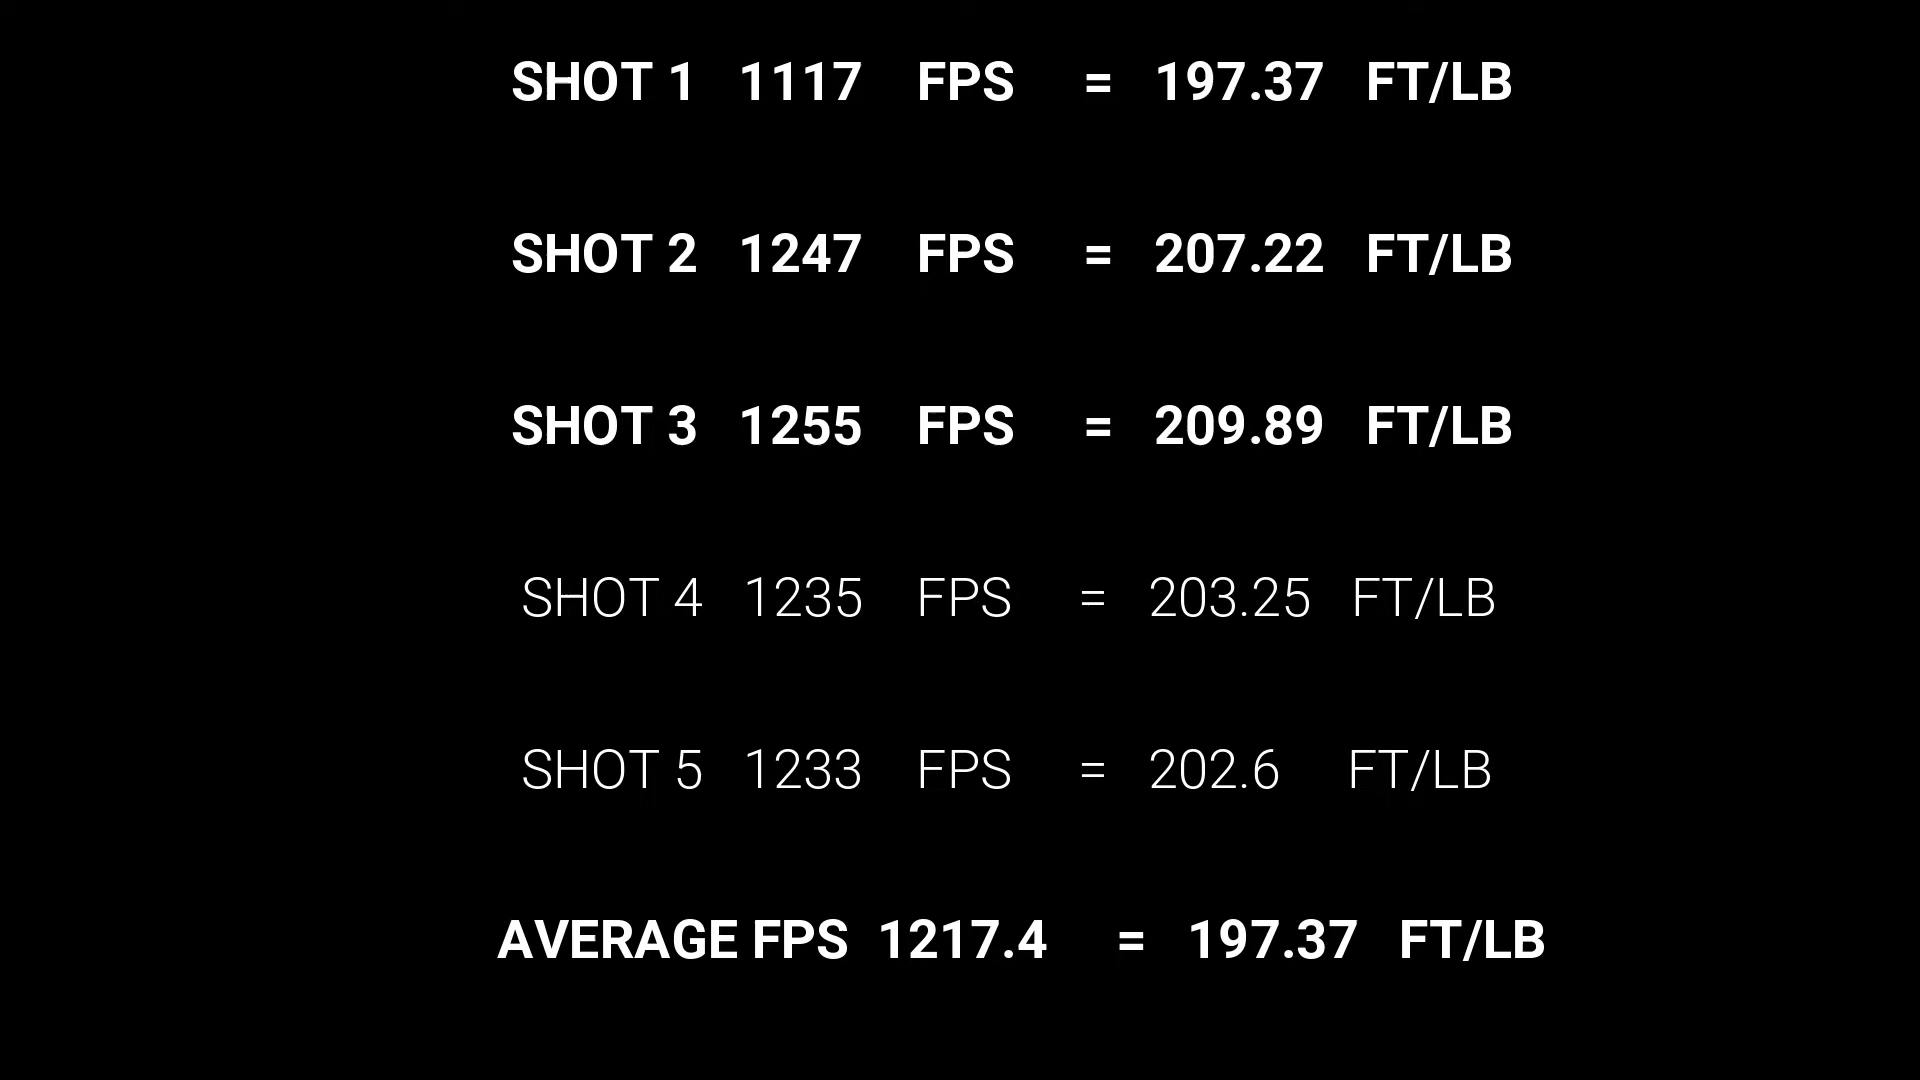 SHOT 1 1117 FPS = 197.37 FT/LB
SHOT 2 1247 FPS = 207.22 FT/LB
SHOT 3 1255 FPS = 209.89 FT/LB
SHOT 4 1235 FPS = 203.25 FT/LB
SHOT 5 1233 FPS = 202.6 FT/LB
AVERAGE FPS 1217.4 = 197.37 FT/LB